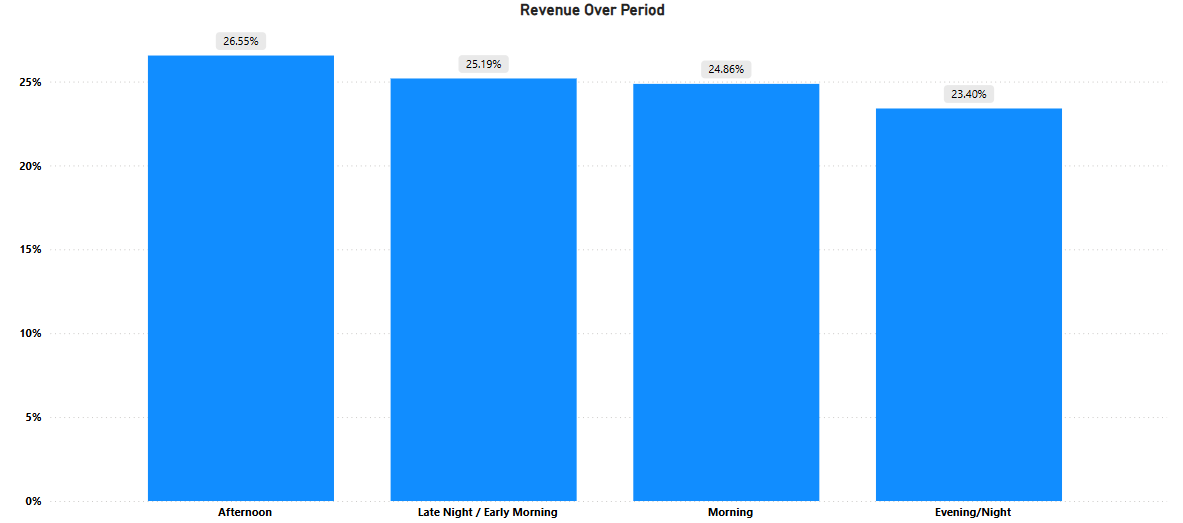 Revenue Over Period
26.55%
25.19%
24.86%
23.40%
25%
20%
15%
10%
5%
0%
Afternoon
Late Night / Early Morning
Morning
Evening/Night